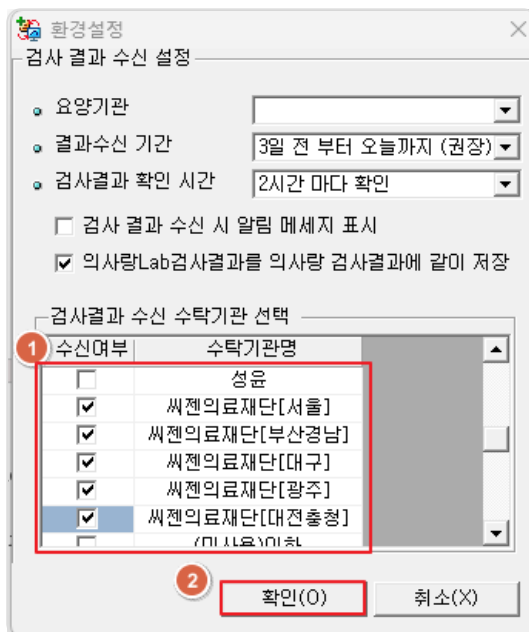 환경설정
검사 결과 수신 설정
요양기관
결과수신 기간 3일 전 부터 오늘까지 (권장)
검사결과 확인 시간 2시간 마다 확인
검사 결과 수신 시 알림 메세지 표시
의사랑Lab검사결과를 의사랑 검사결과에 같이 저장
검사결과 수신 수탁기관 선택
1 수신여부 수탁기관명
성윤
씨젠의료재단[서울]
씨젠의료재단[부산경남]
씨젠의료재단[대구]
씨젠의료재단[광주]
씨젠의료재단[대전충청]
2
확인(O) 취소(X)